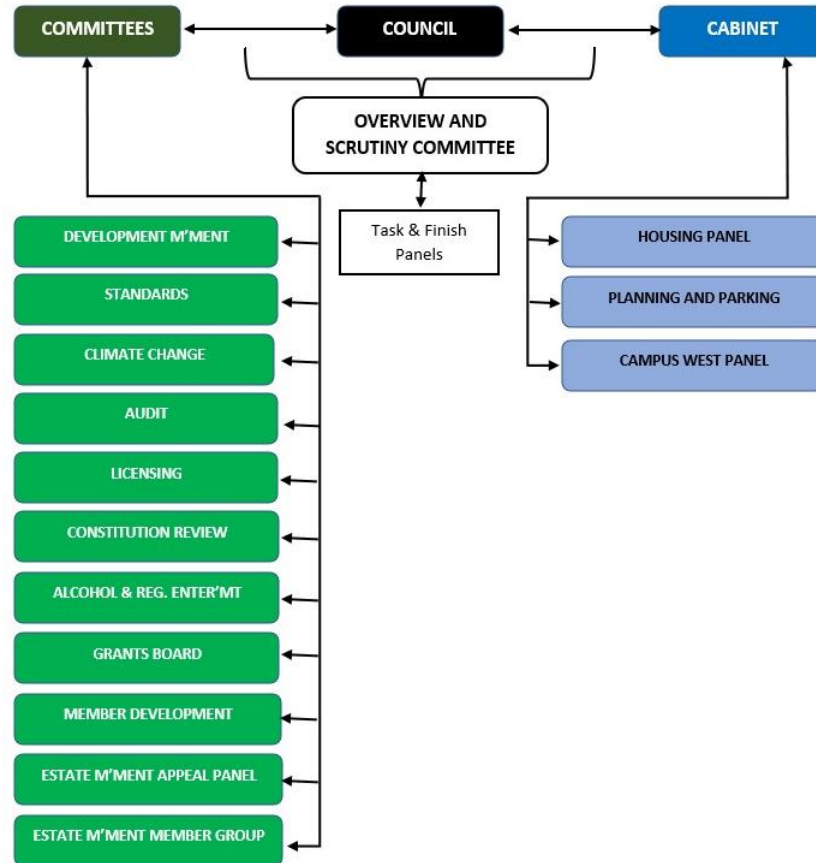 COMMITTEES
COUNCIL
CABINET
OVERVIEW AND
SCRUTINY COMMITTEE
Task & Finish
Panels
DEVELOPMENT M’MENT
STANDARDS
CLIMATE CHANGE
AUDIT
LICENSING
CONSTITUTION REVIEW
ALCOHOL & REG. ENTER’MT
GRANTS BOARD
MEMBER DEVELOPMENT
ESTATE M’MENT APPEAL PANEL
ESTATE M’MENT MEMBER GROUP
HOUSING PANEL
PLANNING AND PARKING
CAMPUS WEST PANEL